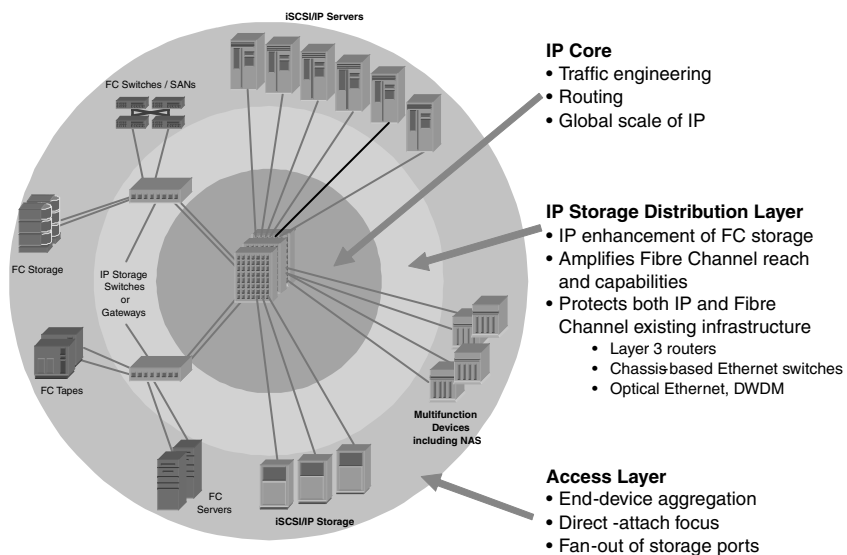 iSCSI/IP Servers
FC Switches / SANs
FC Storage
IP Storage
Switches
or
Gateways
FC Tapes
FC
Servers
iSCSI/IP Storage
Multifunction
Devices
including NAS
IP Core
• Traffic engineering
• Routing
• Global scale of IP
IP Storage Distribution Layer
• IP enhancement of FC storage
• Amplifies Fibre Channel reach
and capabilities
• Protects both IP and Fibre
Channel existing infrastructure
• Layer 3 routers
• Chassis-based Ethernet switches
• Optical Ethernet, DWDM
Access Layer
• End-device aggregation
• Direct -attach focus
• Fan-out of storage ports